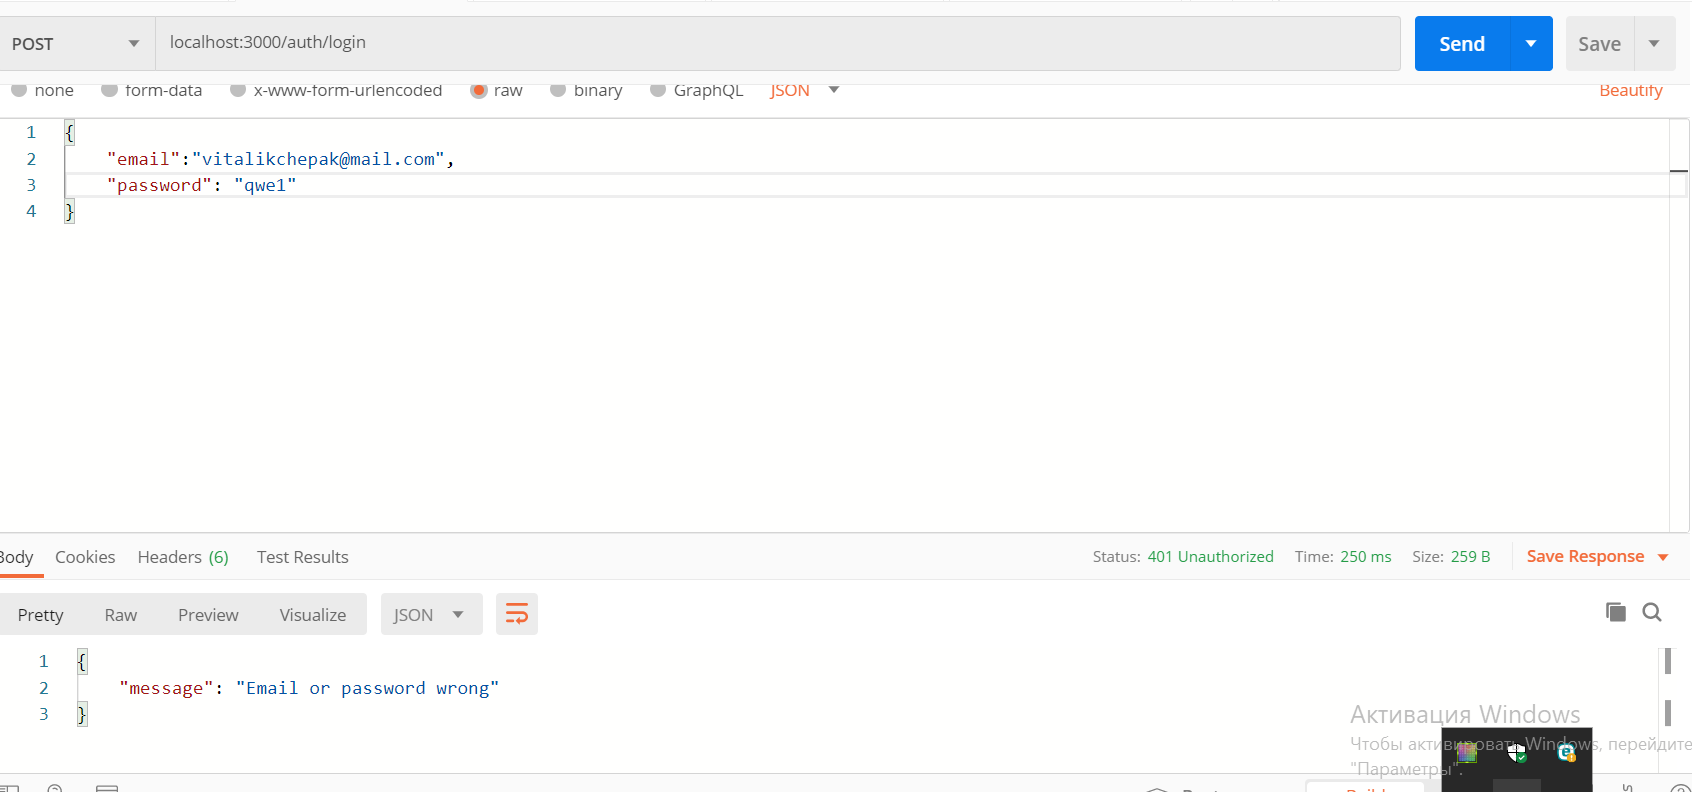 POST localhost:3000/auth/login Send Save
none form-data x-www-form-urlencoded raw binary GraphQL JSON Beautify
1 {
2 "email":"vitalikchepak@mail.com",
3 "password": "qwe1"
4 }
Body Cookies Headers (6) Test Results Status: 401 Unauthorized Time: 250 ms Size: 259 B Save Response
Pretty Raw Preview Visualize JSON
1 {
2 "message": "Email or password wrong"
3 }
Активация Windows
Чтобы активировать Windows, перейдите
"Параметры".